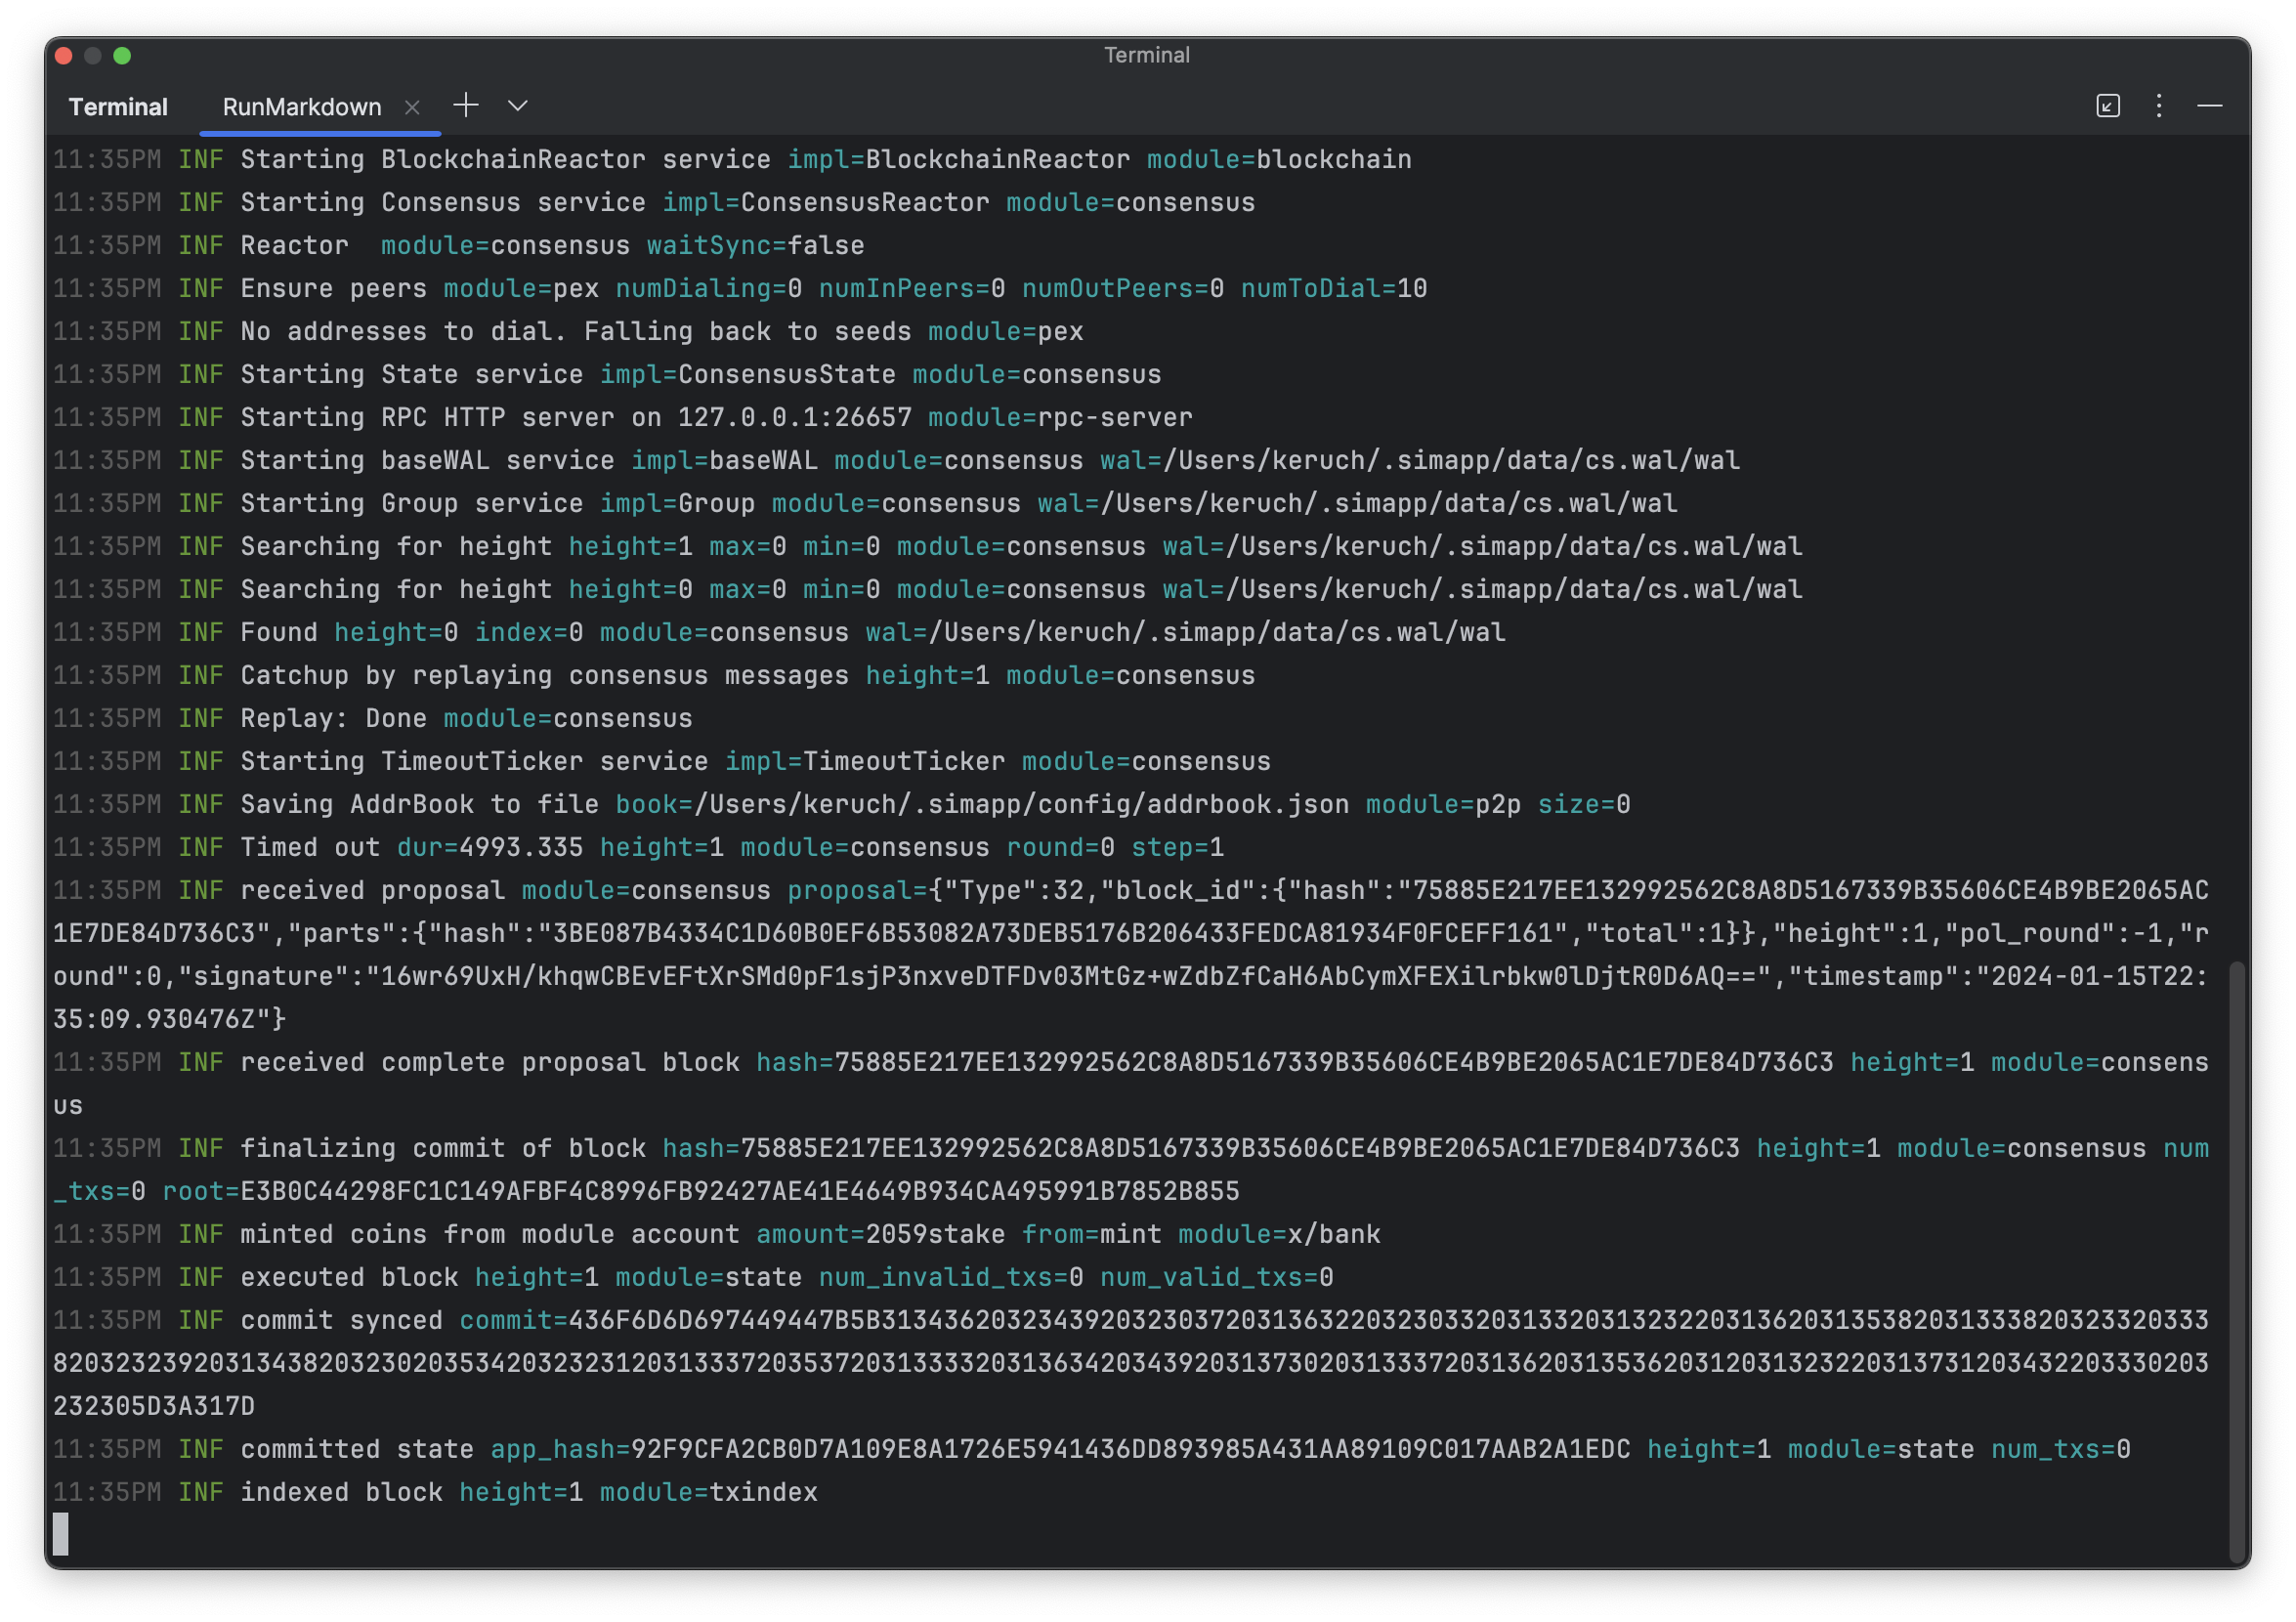 Terminal
Terminal RunMarkdown
11:35PM INF Starting BlockchainReactor service impl=BlockchainReactor module=blockchain
11:35PM INF Starting Consensus service impl=ConsensusReactor module=consensus
11:35PM INF Reactor  module=consensus waitSync=false
11:35PM INF Ensure peers module=pex numDialing=0 numInPeers=0 numOutPeers=0 numToDial=10
11:35PM INF No addresses to dial. Falling back to seeds module=pex
11:35PM INF Starting State service impl=ConsensusState module=consensus
11:35PM INF Starting RPC HTTP server on 127.0.0.1:26657 module=rpc-server
11:35PM INF Starting baseWAL service impl=baseWAL module=consensus wal=/Users/keruch/.simapp/data/cs.wal/wal
11:35PM INF Starting Group service impl=Group module=consensus wal=/Users/keruch/.simapp/data/cs.wal/wal
11:35PM INF Searching for height height=1 max=0 min=0 module=consensus wal=/Users/keruch/.simapp/data/cs.wal/wal
11:35PM INF Searching for height height=0 max=0 min=0 module=consensus wal=/Users/keruch/.simapp/data/cs.wal/wal
11:35PM INF Found height=0 index=0 module=consensus wal=/Users/keruch/.simapp/data/cs.wal/wal
11:35PM INF Catchup by replaying consensus messages height=1 module=consensus
11:35PM INF Replay: Done module=consensus
11:35PM INF Starting TimeoutTicker service impl=TimeoutTicker module=consensus
11:35PM INF Saving AddrBook to file book=/Users/keruch/.simapp/config/addrbook.json module=p2p size=0
11:35PM INF Timed out dur=4993.335 height=1 module=consensus round=0 step=1
11:35PM INF received proposal module=consensus proposal={"Type":32,"block_id":{"hash":"75885E217EE132992562C8A8D5167339B35606CE4B9BE2065AC
1E7DE84D736C3","parts":{"hash":"3BE087B4334C1D60B0EF6B53082A73DEB5176B206433FEDCA81934F0FCEFF161","total":1}},"height":1,"pol_round":-1,"r
ound":0,"signature":"16wr69UxH/khqwCBEvEFtXrSMd0pF1sjP3nxveDTFDv03MtGz+wZdbZfCaH6AbCymXFEXilrbkw0lDjtR0D6AQ==","timestamp":"2024-01-15T22:
35:09.930476Z"}
11:35PM INF received complete proposal block hash=75885E217EE132992562C8A8D5167339B35606CE4B9BE2065AC1E7DE84D736C3 height=1 module=consens
us
11:35PM INF finalizing commit of block hash=75885E217EE132992562C8A8D5167339B35606CE4B9BE2065AC1E7DE84D736C3 height=1 module=consensus num
_txs=0 root=E3B0C44298FC1C149AFBF4C8996FB92427AE41E4649B934CA495991B7852B855
11:35PM INF minted coins from module account amount=2059stake from=mint module=x/bank
11:35PM INF executed block height=1 module=state num_invalid_txs=0 num_valid_txs=0
11:35PM INF commit synced commit=436F6D6D697449447B5B313436203234392032303720313632203230332031332031323220313620313538203133382032332033 3
8203232392031343820323020353420323231203133372035372031333320313634203439203137302031333720313620313536203120313232203137312034322033302 03
232305D3A317D
11:35PM INF committed state app_hash=92F9CFA2CB0D7A109E8A1726E5941436DD893985A431AA89109C017AAB2A1EDC height=1 module=state num_txs=0
11:35PM INF indexed block height=1 module=txindex